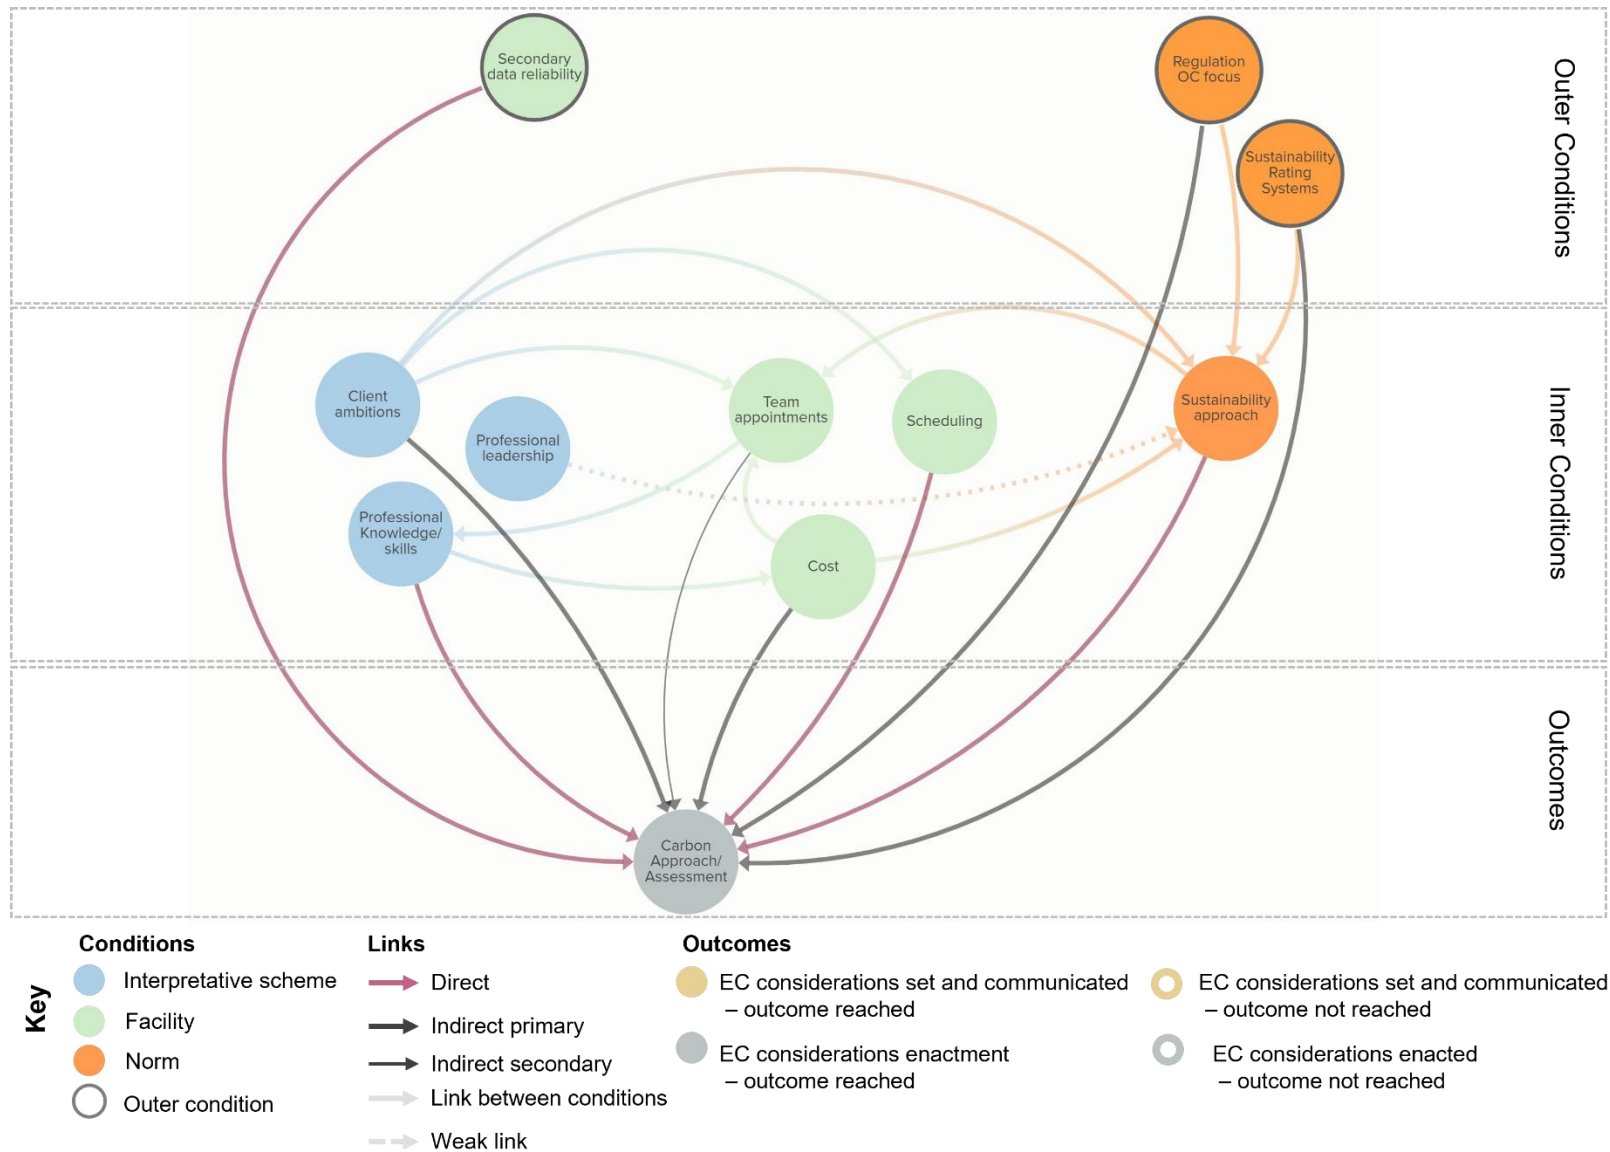 Secondary
data reliability
Regulation
OC focus
Sustainability
Rating
Systems
Outer Conditions
Client
ambitions
Professional
leadership
Team
appointments
Scheduling
Sustainability
approach
Professional
Knowledge/
skills
Cost
Inner Conditions
Carbon
Approach/
Assessment
Outcomes
Key
Conditions
Interpretative scheme
Facility
Norm
Outer condition
Links
Direct
Indirect primary
Indirect secondary
Link between conditions
Weak link
Outcomes
EC considerations set and communicated
– outcome reached
EC considerations enactment
– outcome reached
EC considerations set and communicated
– outcome not reached
EC considerations enacted
– outcome not reached